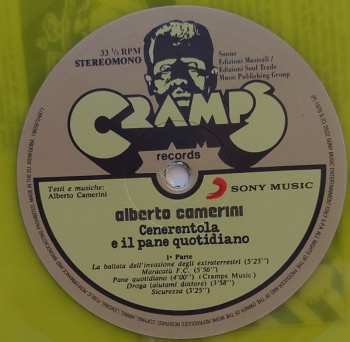 33 ⅓ RPM
STEREOMONO
Sugar
Edizioni Musicali /
Edizioni Soul Trade
Music Publishing Group
CRAMPS
records
Testi e musiche:
Alberto Camerini
SONY MUSIC
alberto camerini
Cenerentola
e il pane quotidiano
1ª Parte
La ballata dell'invasione degli extraterrestri (5'23")
Maracatù F.C. (5'56")
Pane quotidiano (4'00") (Cramps Music)
Droga (aiutami dottore) (3'58")
Sicurezza (3'25")